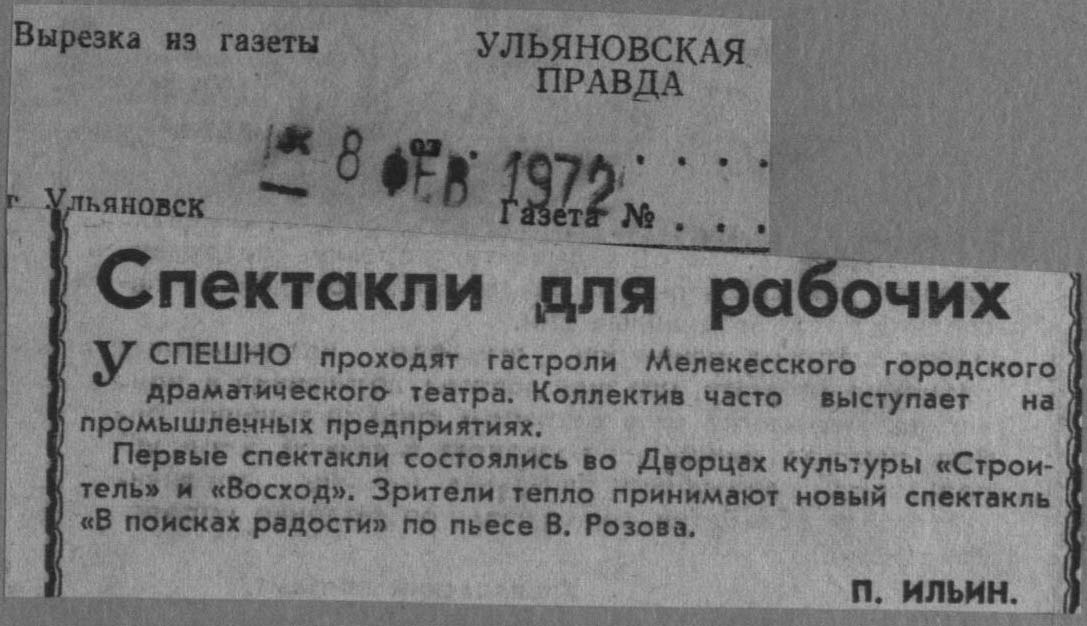 Вырезка из газеты
УЛЬЯНОВСКАЯ
ПРАВДА
8 ФЕВ 1972
г Ульяновск
Газета №
Спектакли для рабочих
УСПЕШНО проходят гастроли Мелекесского городского
драматического театра. Коллектив часто выступает на
промышленных предприятиях.
Первые спектакли состоялись во Дворцах культуры «Строи-
тель» и «Восход». Зрители тепло принимают новый спектакль
«В поисках радости» по пьесе В. Розова.
П. ИЛЬИН.